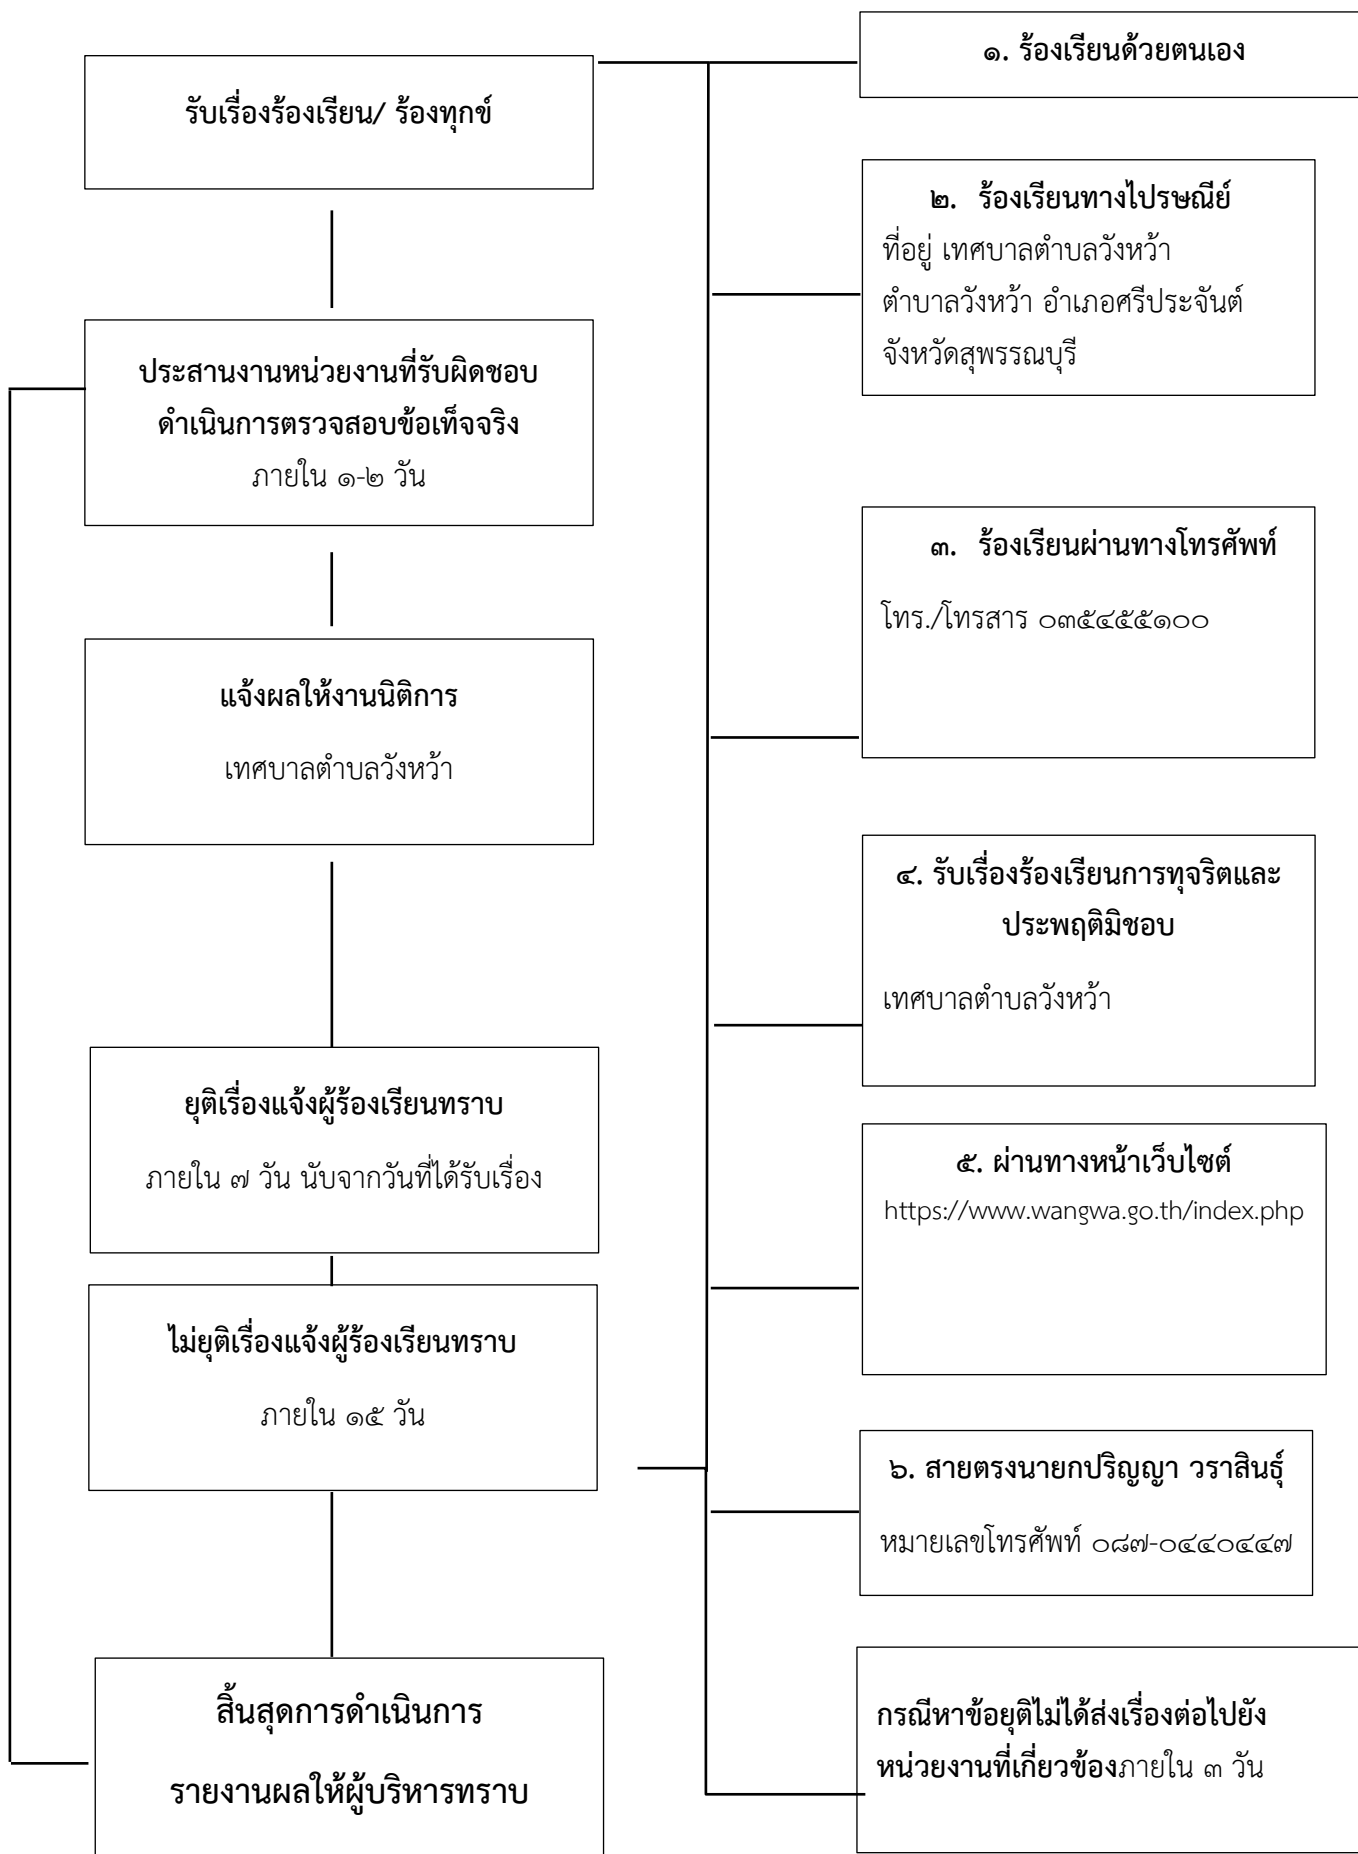 รับเรื่องร้องเรียน/ ร้องทุกข์
ประสานงานหน่วยงานที่รับผิดชอบ
ดำเนินการตรวจสอบข้อเท็จจริง
ภายใน ๑-๒ วัน
แจ้งผลให้งานนิติการ
เทศบาลตำบลวังหว้า
ยุติเรื่องแจ้งผู้ร้องเรียนทราบ
ภายใน ๗ วัน นับจากวันที่ได้รับเรื่อง
ไม่ยุติเรื่องแจ้งผู้ร้องเรียนทราบ
ภายใน ๑๕ วัน
สิ้นสุดการดำเนินการ
รายงานผลให้ผู้บริหารทราบ
๑. ร้องเรียนด้วยตนเอง
๒. ร้องเรียนทางไปรษณีย์
ที่อยู่ เทศบาลตำบลวังหว้า
ตำบาลวังหว้า อำเภอศรีประจันต์
จังหวัดสุพรรณบุรี
๓. ร้องเรียนผ่านทางโทรศัพท์
โทร./โทรสาร ๐๓๕๔๕๕๑๐๐
๔. รับเรื่องร้องเรียนการทุจริตและ
ประพฤติมิชอบ
เทศบาลตำบลวังหว้า
๕. ผ่านทางหน้าเว็บไซต์
https://www.wangwa.go.th/index.php
๖. สายตรงนายกปริญญา วราสินธุ์
หมายเลขโทรศัพท์ ๐๘๗-๐๔๔๐๔๔๗
กรณีหาข้อยุติไม่ได้ส่งเรื่องต่อไปยัง
หน่วยงานที่เกี่ยวข้องภายใน ๓ วัน